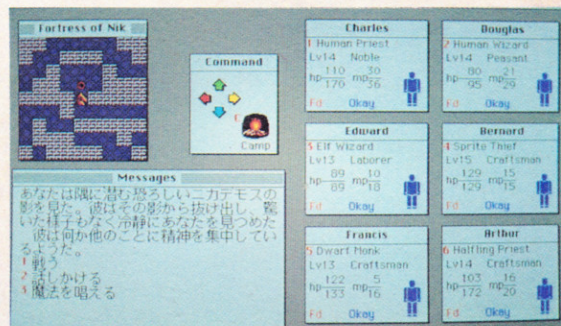 Fortress of Nik
Command
Camp
Messages
あなたは隅に潜む恐ろしいニカデモスの
影を見た。彼はその影から抜け出し、驚
いた様子もなく冷静にあなたを見つめた
彼は何か他のことに精神を集中してい
るようだ。
1 戦う
2 話しかける
3 魔法を唱える
Charles
1 Human Priest
Lv14 Noble
hp 110/170 mp 30/36
Fd Okay
Douglas
2 Human Wizard
Lv14 Peasant
hp 80/95 mp 21/29
Fd Okay
Edward
3 Elf Wizard
Lv13 Laborer
hp 89/89 mp 10/18
Fd Okay
Bernard
4 Sprite Thief
Lv15 Craftsman
hp 129/129 mp 15/15
Fd Okay
Francis
5 Dwarf Monk
Lv13 Craftsman
hp 122/133 mp 5/16
Fd Okay
Arthur
6 Halfling Priest
Lv14 Craftsman
hp 103/172 mp 16/20
Fd Okay